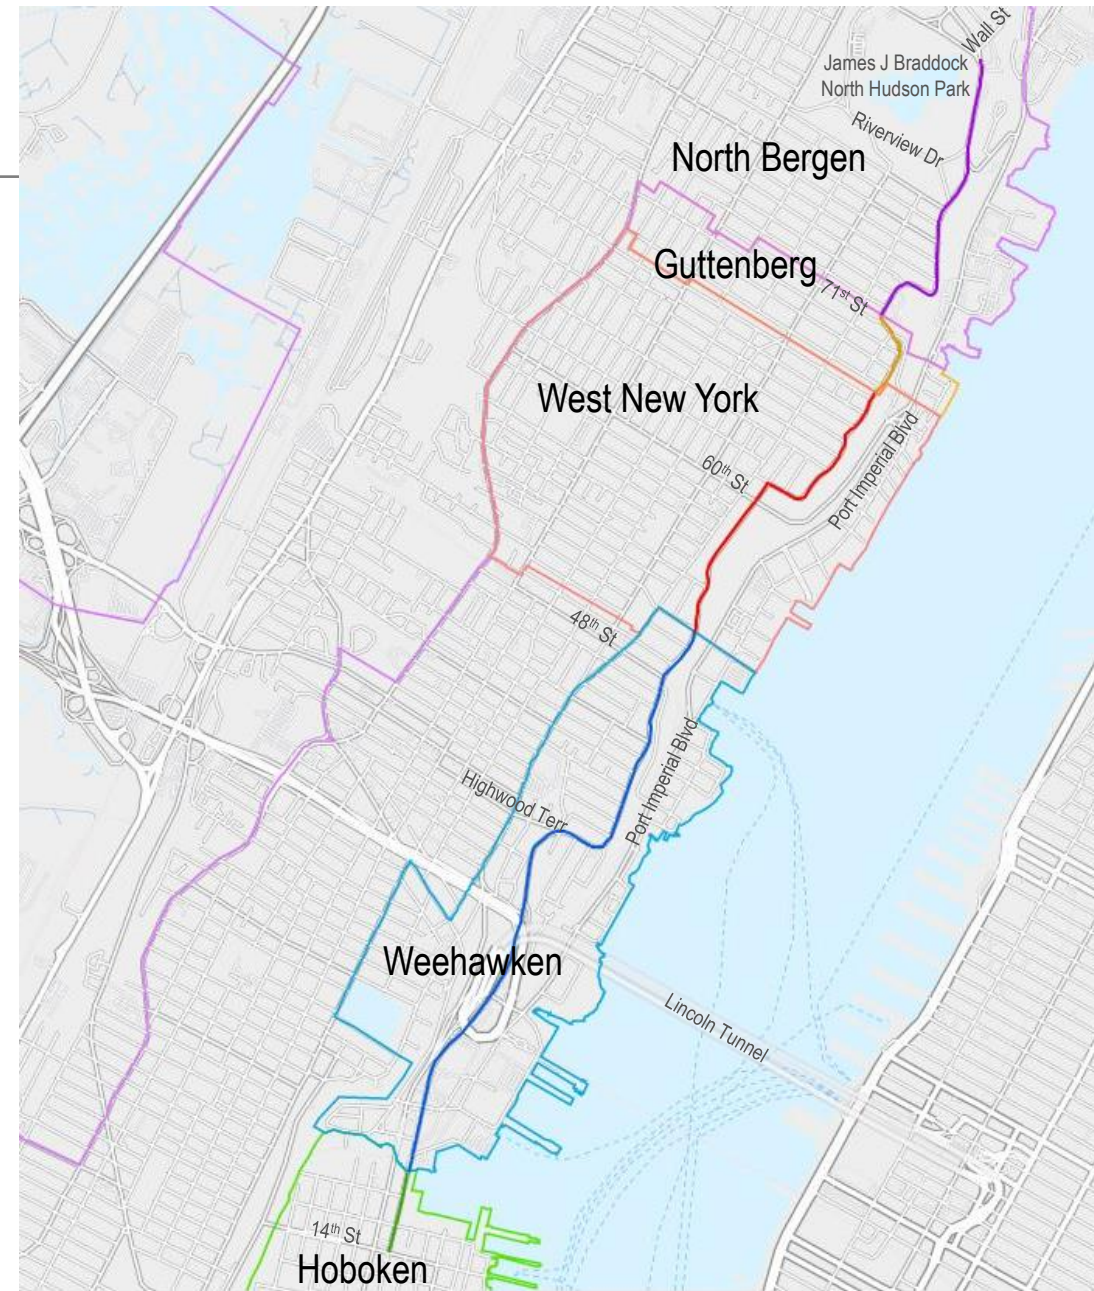 Wall St
James J Braddock
North Hudson Park
Riverview Dr
North Bergen
Guttenberg
71st St
West New York
60th St
Port Imperial Blvd
48th St
Port Imperial Blvd
Highwood Terr
Weehawken
Lincoln Tunnel
14th St
Hoboken